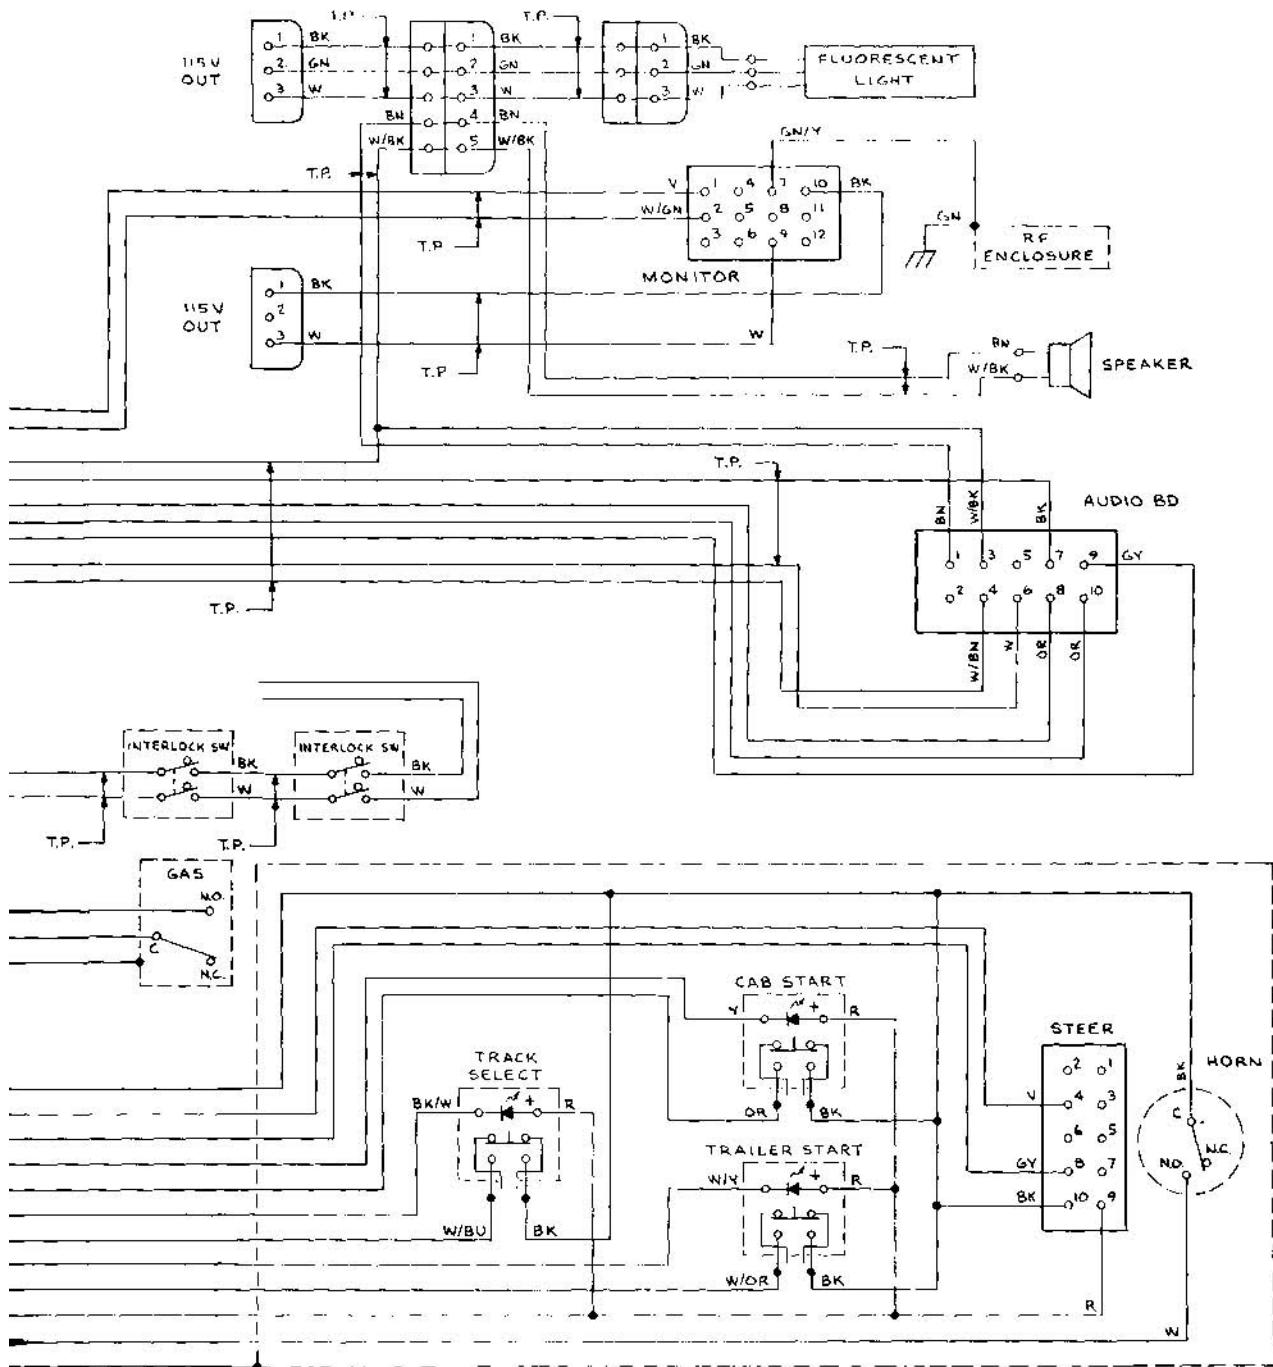 T.P.
T.P.
115V
OUT
1 BK
2 GN
3 W
1 BK
2 GN
3 W
BN 4 BN
W/BK 5 W/BK
1 BK
2 GN
3 W
FLUORESCENT
LIGHT
T.P.
GN/Y
V 1 4 7 10 BK
W/GN 2 5 8 11
3 6 9 12
T.P.
MONITOR
GN
RF
ENCLOSURE
115V
OUT
1 BK
2
3 W
T.P.
W
T.P.
BN
W/BK
SPEAKER
T.P.
AUDIO BD
BN W/BK BK
1 3 5 7 9 GY
2 4 6 8 10
W/BN W OR OR
T.P.
INTERLOCK SW
BK
W
INTERLOCK SW
BK
W
T.P.
T.P.
GAS
N.O.
C
N.C.
CAB START
Y + R
OR BK
TRACK
SELECT
BK/W + R
W/BU BK
TRAILER START
W/Y + R
W/OR BK
STEER
2 1
V 4 3
6 5
GY 8 7
BK 10 9
R
HORN
BK
C
N.C.
N.O.
W